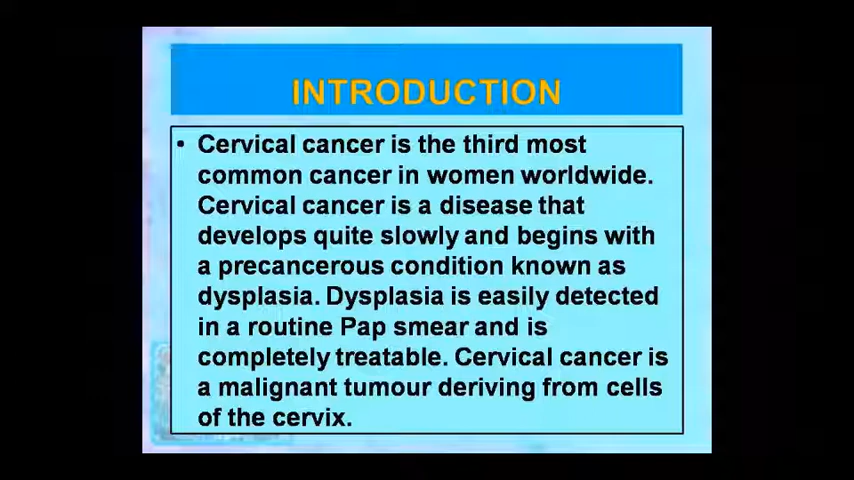 INTRODUCTION
• Cervical cancer is the third most
common cancer in women worldwide.
Cervical cancer is a disease that
develops quite slowly and begins with
a precancerous condition known as
dysplasia. Dysplasia is easily detected
in a routine Pap smear and is
completely treatable. Cervical cancer is
a malignant tumour deriving from cells
of the cervix.